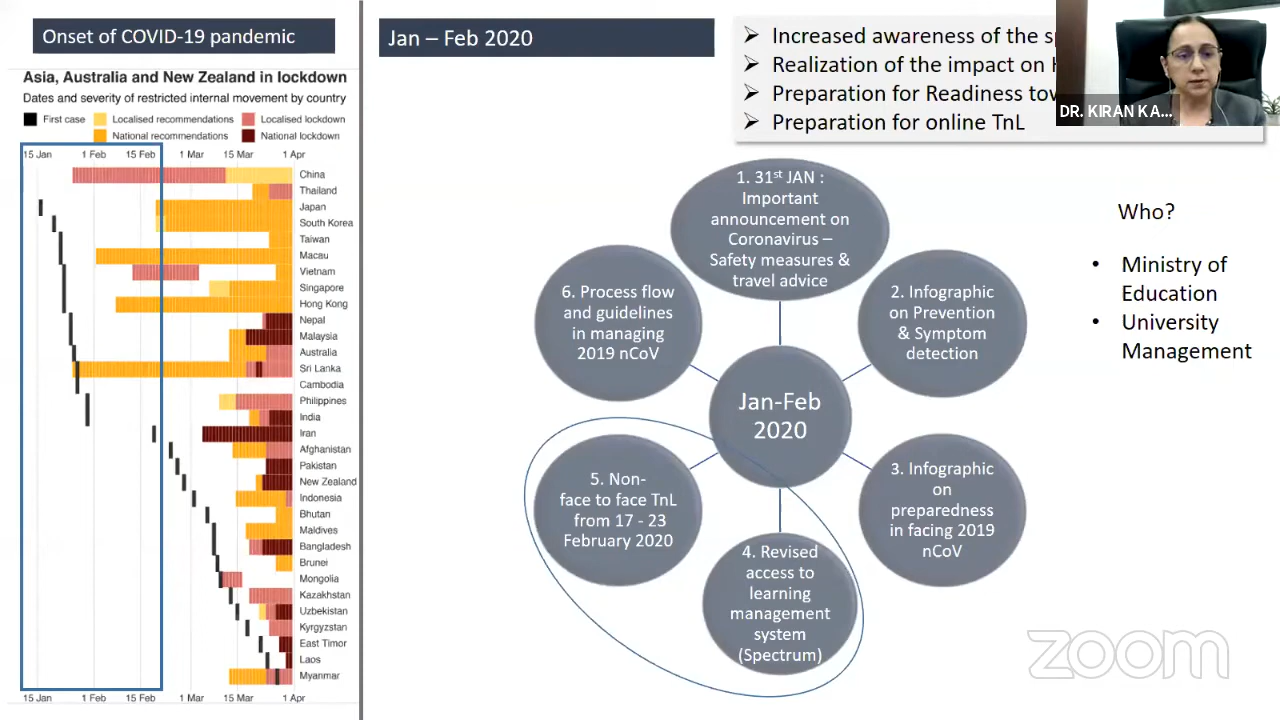 Onset of COVID-19 pandemic
Asia, Australia and New Zealand in lockdown
Dates and severity of restricted internal movement by country
First case
Localised recommendations
Localised lockdown
National recommendations
National lockdown
15 Jan
1 Feb
15 Feb
1 Mar
15 Mar
1 Apr
China
Thailand
Japan
South Korea
Taiwan
Macau
Vietnam
Singapore
Hong Kong
Nepal
Malaysia
Australia
Sri Lanka
Cambodia
Philippines
India
Iran
Afghanistan
Pakistan
New Zealand
Indonesia
Bhutan
Maldives
Bangladesh
Brunei
Mongolia
Kazakhstan
Uzbekistan
Kyrgyzstan
East Timor
Laos
Myanmar
15 Jan
1 Feb
15 Feb
1 Mar
15 Mar
1 Apr
Jan – Feb 2020
Increased awareness of the
Realization of the impact on
Preparation for Readiness
Preparation for online TnL
DR. KIRAN KA...
1. 31st JAN :
Important
announcement on
Coronavirus –
Safety measures &
travel advice
2. Infographic
on Prevention
& Symptom
detection
3. Infographic
on
preparedness
in facing 2019
nCoV
4. Revised
access to
learning
management
system
(Spectrum)
5. Non-
face to face TnL
from 17 - 23
February 2020
6. Process flow
and guidelines
in managing
2019 nCoV
Jan-Feb
2020
Who?
• Ministry of
Education
• University
Management
zoom